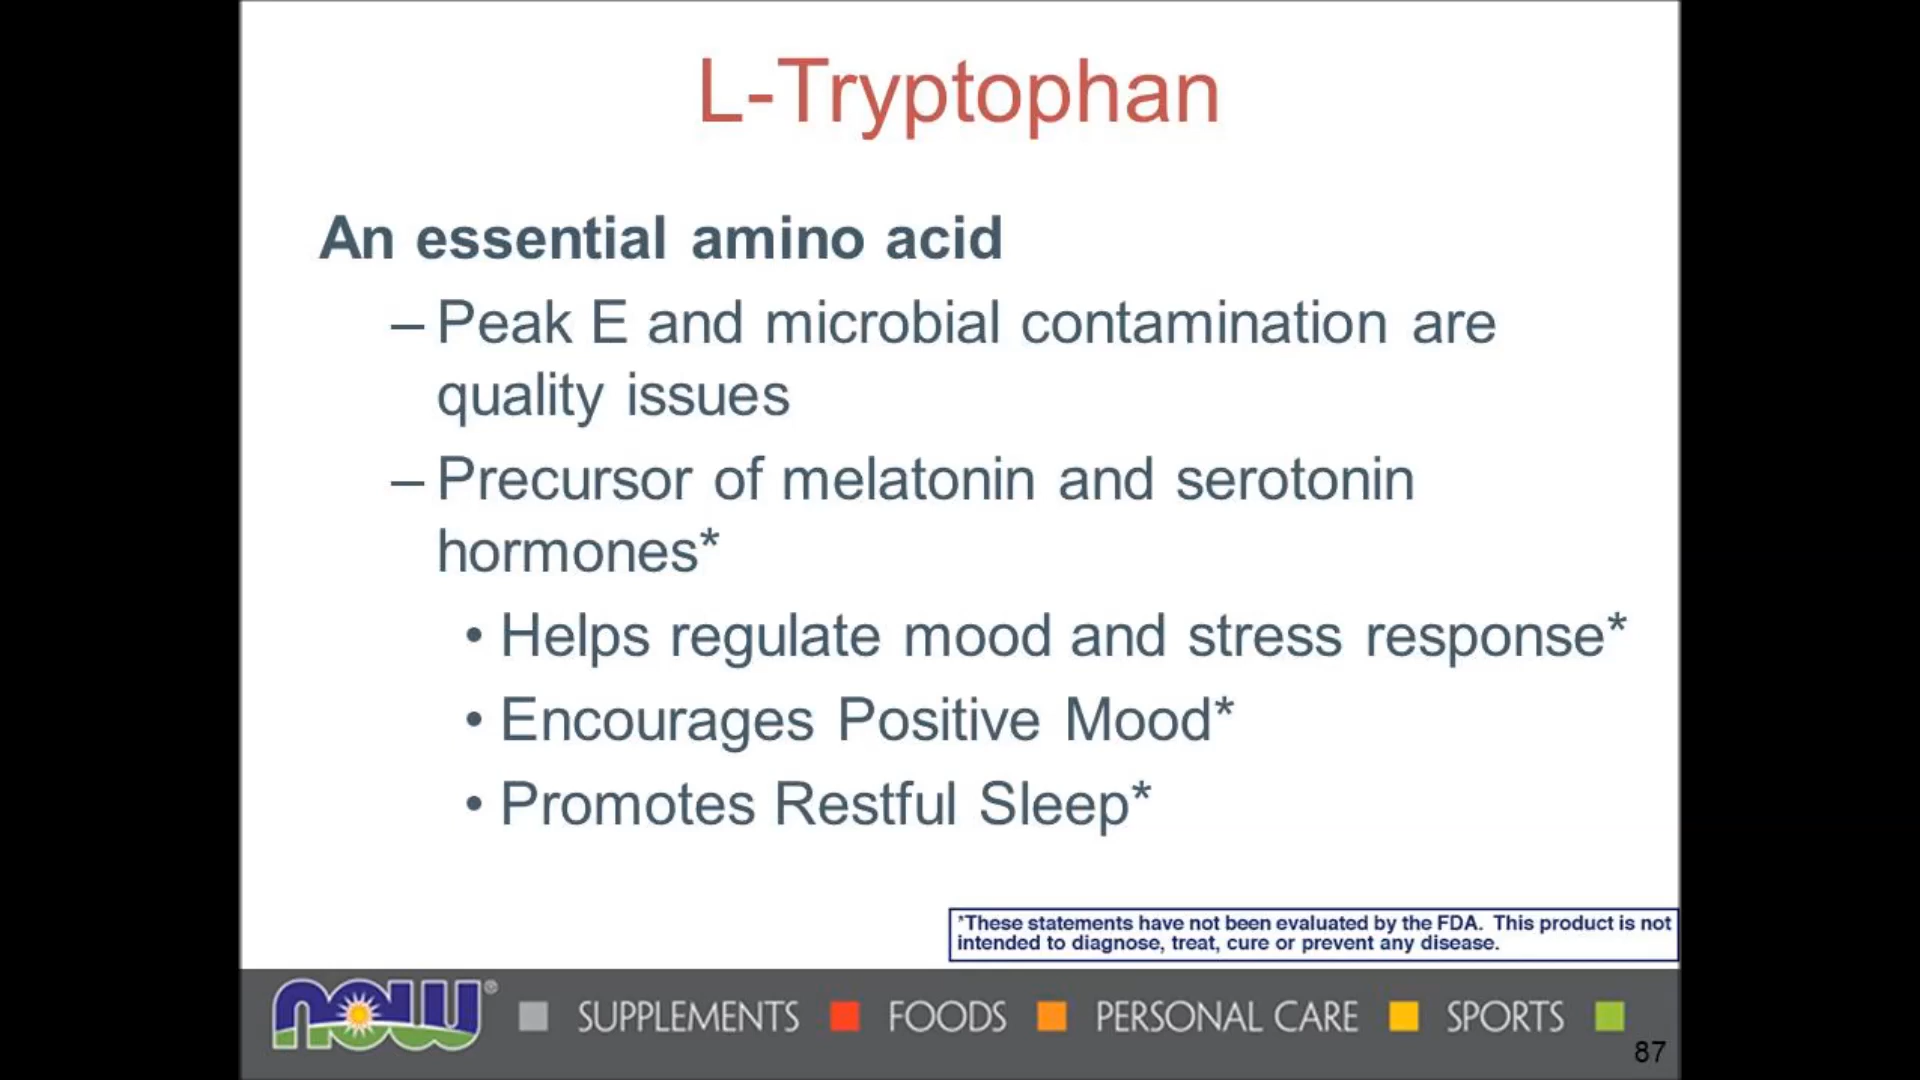 L-Tryptophan
An essential amino acid
– Peak E and microbial contamination are
quality issues
– Precursor of melatonin and serotonin
hormones*
• Helps regulate mood and stress response*
• Encourages Positive Mood*
• Promotes Restful Sleep*
*These statements have not been evaluated by the FDA. This product is not
intended to diagnose, treat, cure or prevent any disease.
now® SUPPLEMENTS FOODS PERSONAL CARE SPORTS
87